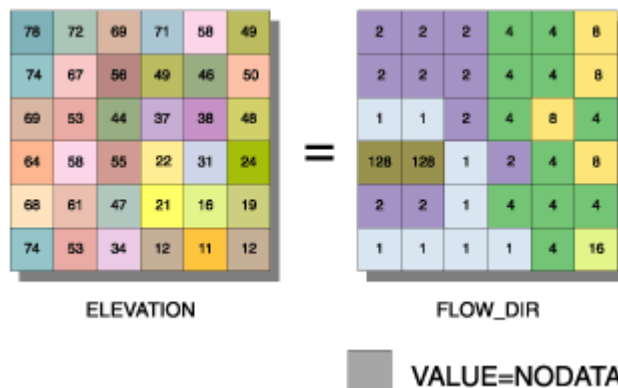 78 72 69 71 58 49 2 2 2 4 4 8
74 67 56 49 46 50 2 2 2 4 4 8
69 53 44 37 38 48 1 1 2 4 8 4
=
64 58 55 22 31 24 128 128 1 2 4 8
68 61 47 21 16 19 2 2 1 4 4 4
74 53 34 12 11 12 1 1 1 1 4 16
ELEVATION FLOW_DIR
VALUE=NODATA